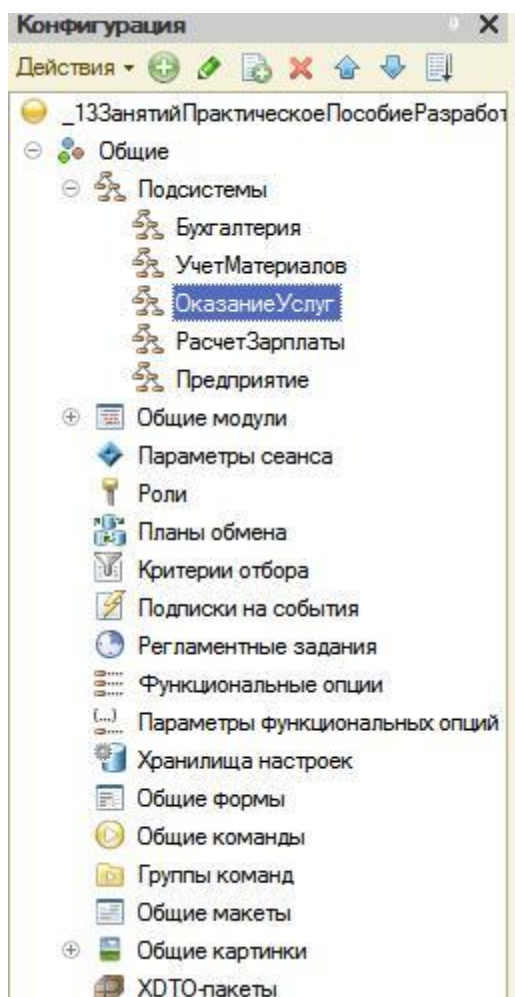 Конфигурация
Действия
_13ЗанятийПрактическоеПособиеРазработ
Общие
Подсистемы
Бухгалтерия
УчетМатериалов
ОказаниеУслуг
РасчетЗарплаты
Предприятие
Общие модули
Параметры сеанса
Роли
Планы обмена
Критерии отбора
Подписки на события
Регламентные задания
Функциональные опции
Параметры функциональных опций
Хранилища настроек
Общие формы
Общие команды
Группы команд
Общие макеты
Общие картинки
XDTO-пакеты